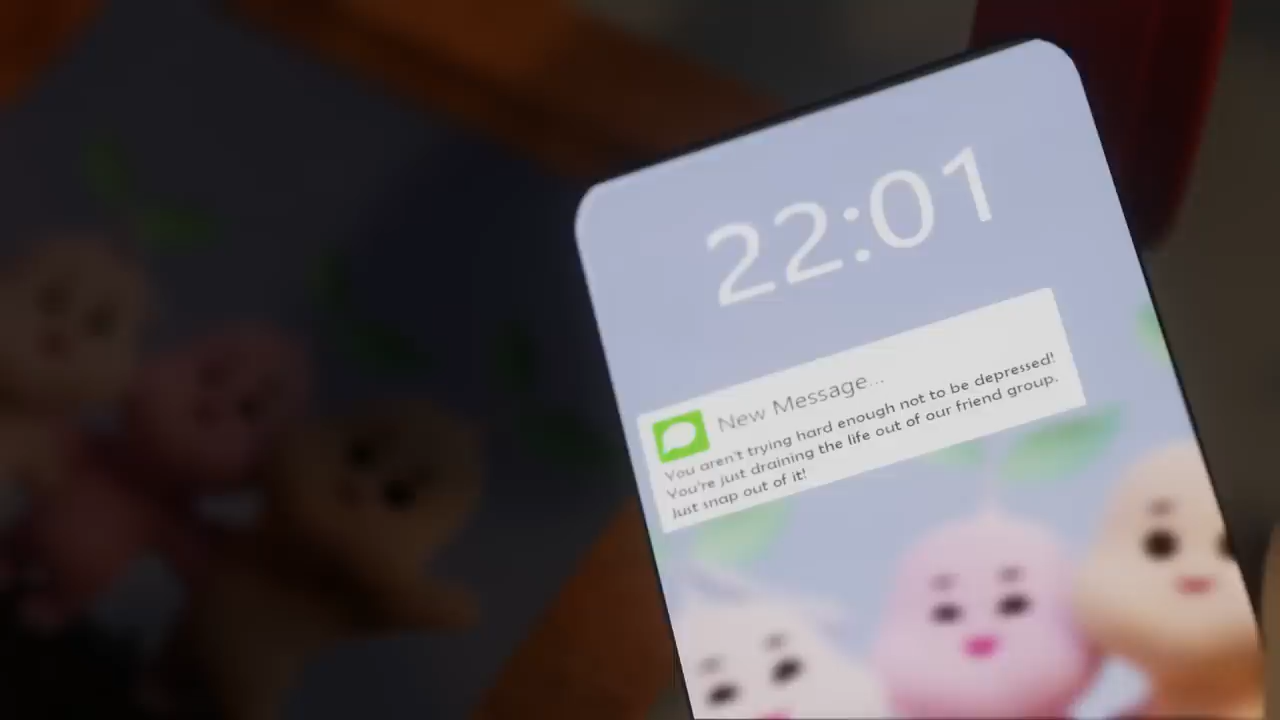 22:01
New Message...
You aren't trying hard enough not to be depressed!
You're just draining the life out of our friend group.
Just snap out of it!